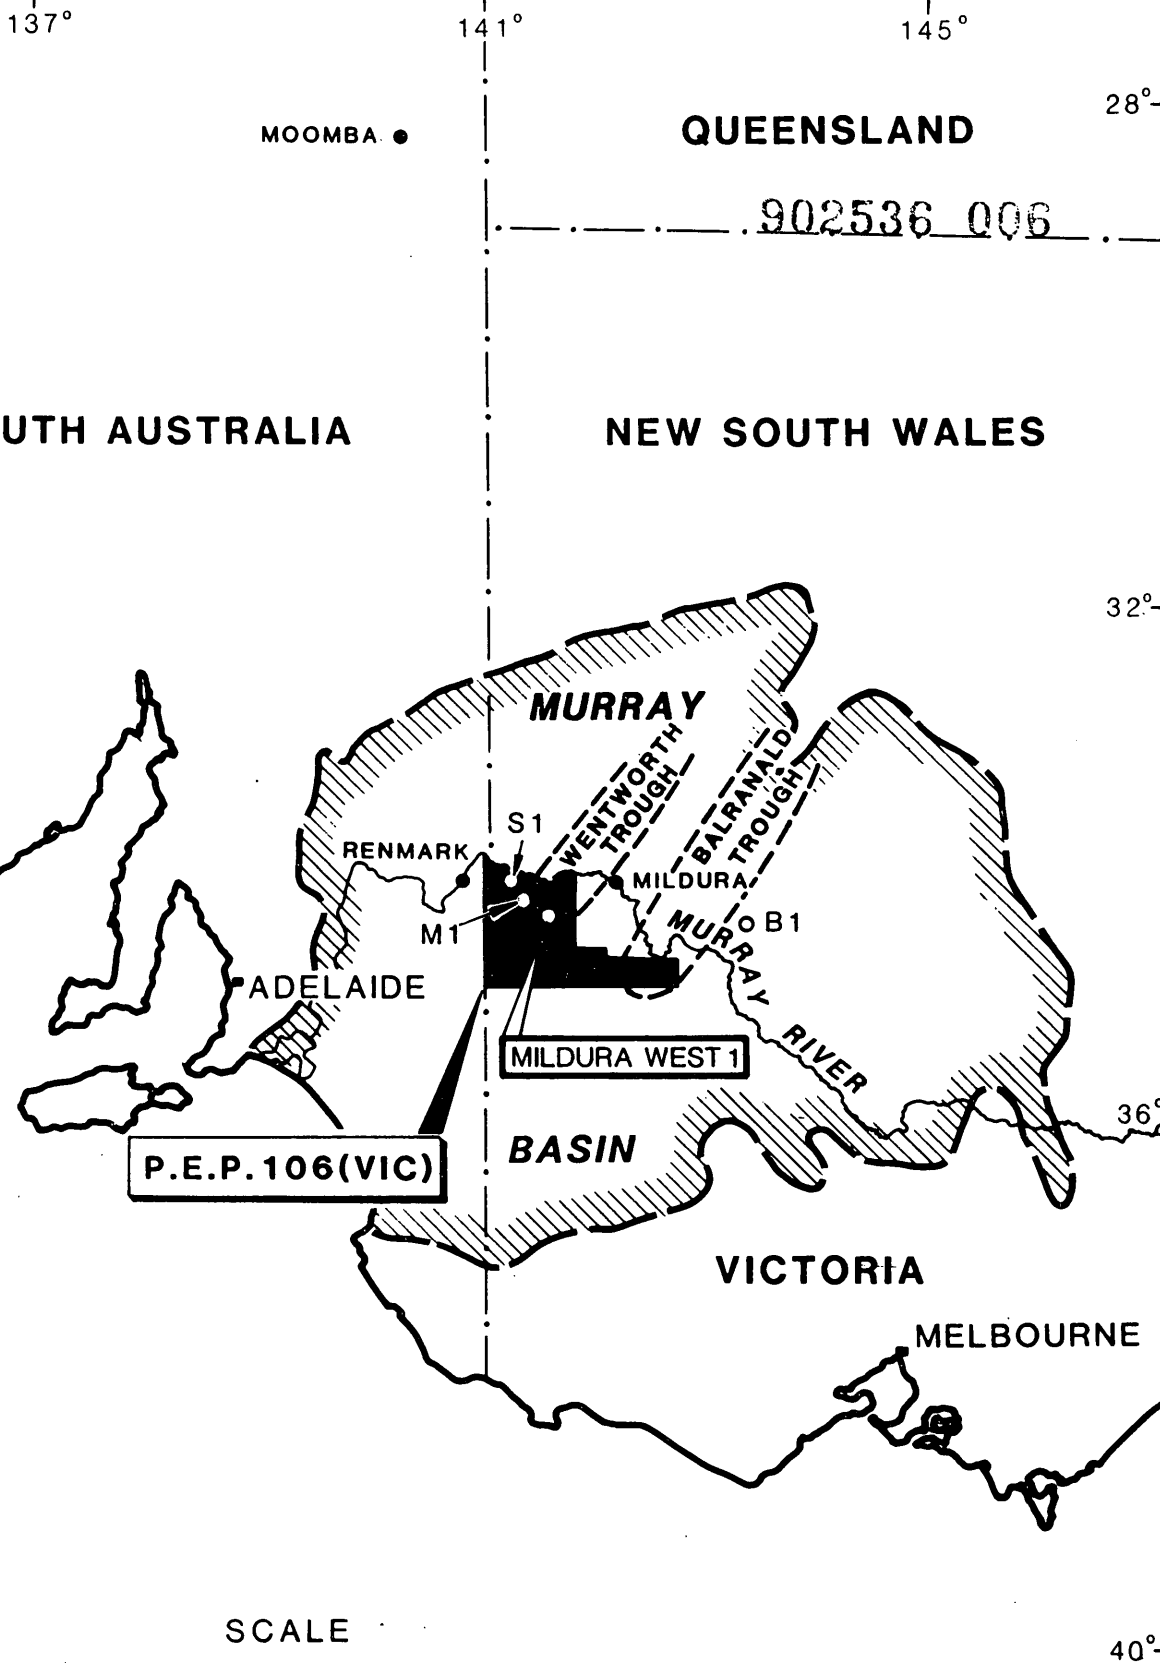 137° 141° 145°
28°
MOOMBA
QUEENSLAND
902536 006
UTH AUSTRALIA
NEW SOUTH WALES
32°
MURRAY
WENTWORTH
TROUGH
BALRANALD
TROUGH
S1
RENMARK
MILDURA
M1
B1
MURRAY
RIVER
ADELAIDE
MILDURA WEST 1
36°
BASIN
P.E.P. 106 (VIC)
VICTORIA
MELBOURNE
SCALE
40°